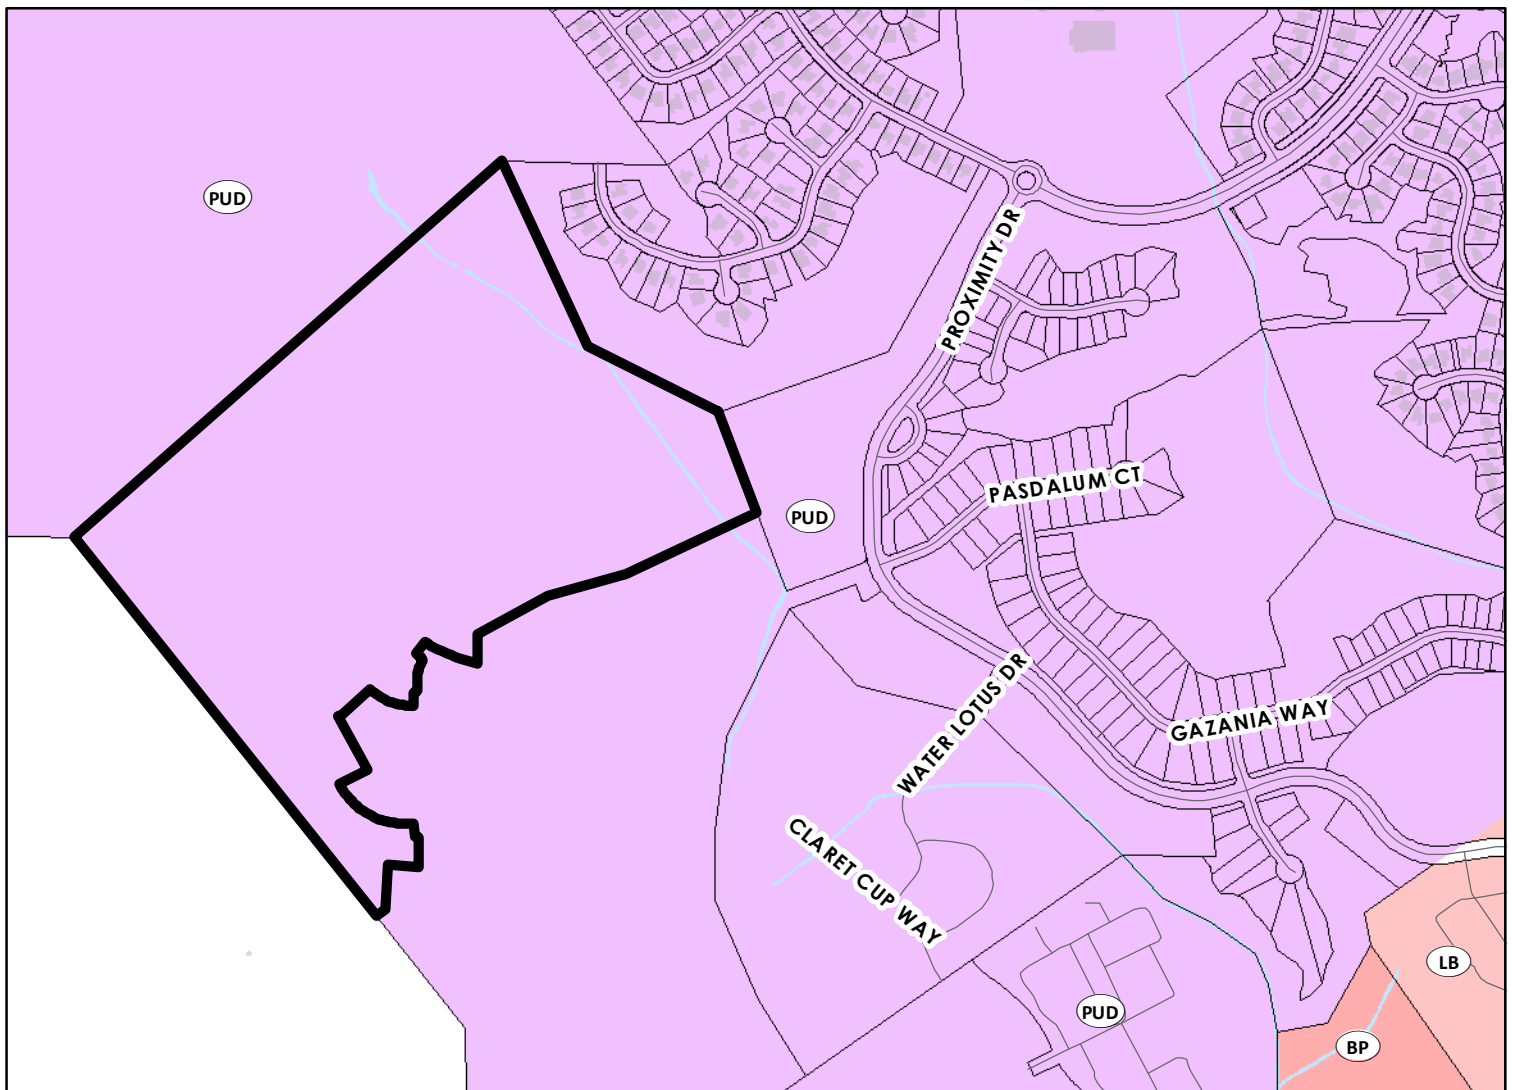 PUD
PROXIMITY DR
PASDALUM CT
PUD
WATER LOTUS DR
GAZANIA WAY
CLARET CUP WAY
LB
PUD
BP